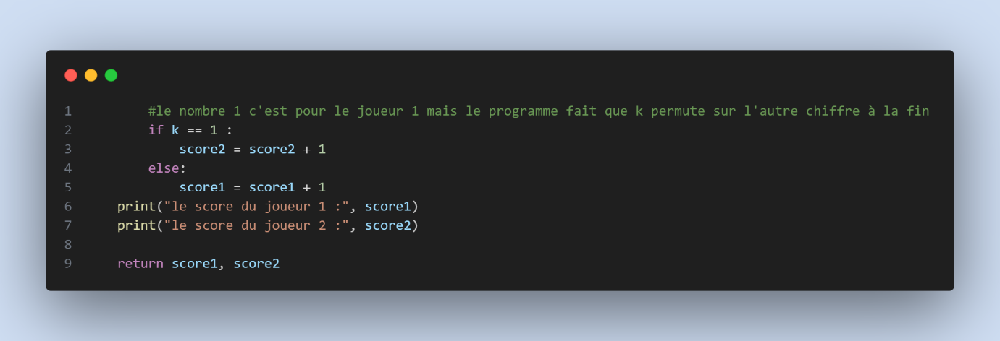 1 #le nombre 1 c'est pour le joueur 1 mais le programme fait que k permute sur l'autre chiffre à la fin
2 if k == 1 :
3 score2 = score2 + 1
4 else:
5 score1 = score1 + 1
6 print("le score du joueur 1 :", score1)
7 print("le score du joueur 2 :", score2)
8
9 return score1, score2